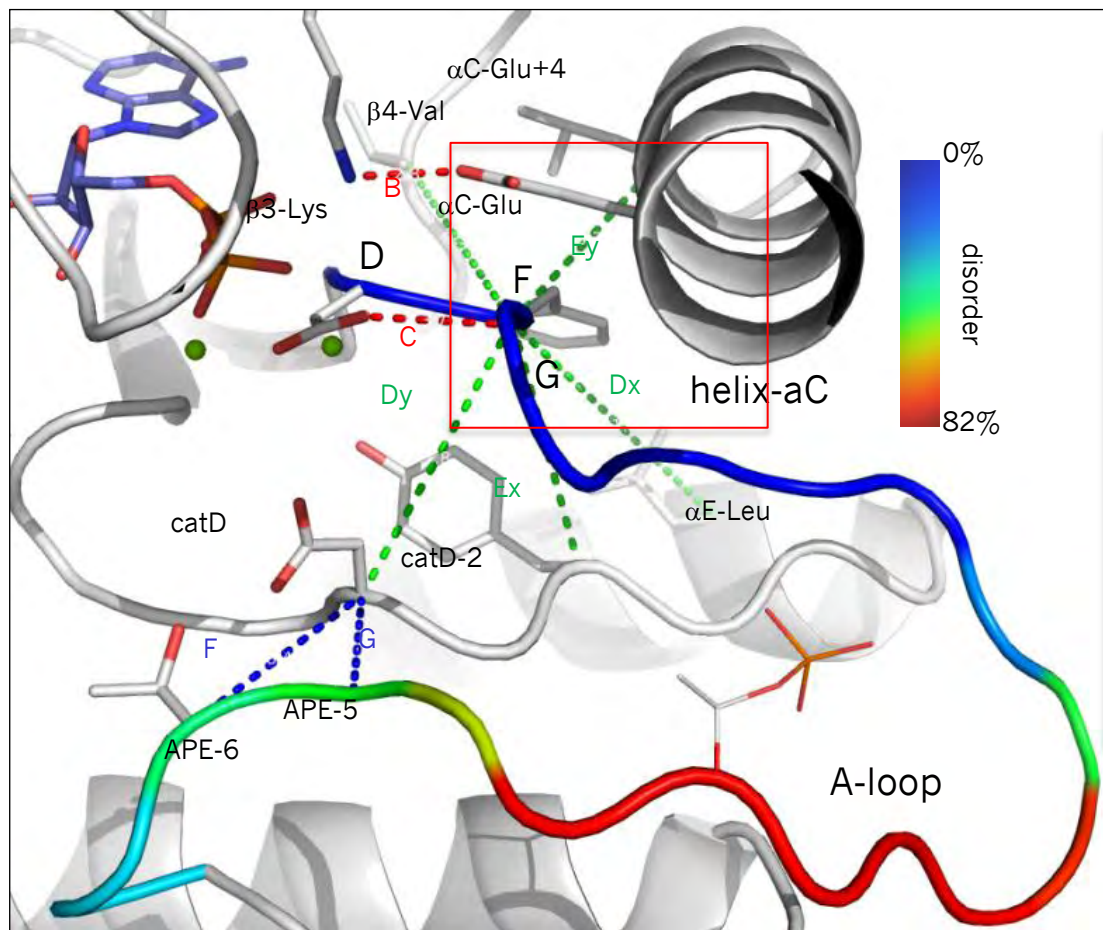 αC-Glu+4
β4-Val
0%
B
αC-Glu
β3-Lys
Ey
disorder
D
F
C
G
Dx
helix-aC
Dy
82%
Ex
αE-Leu
catD
catD-2
F
G
APE-5
APE-6
A-loop